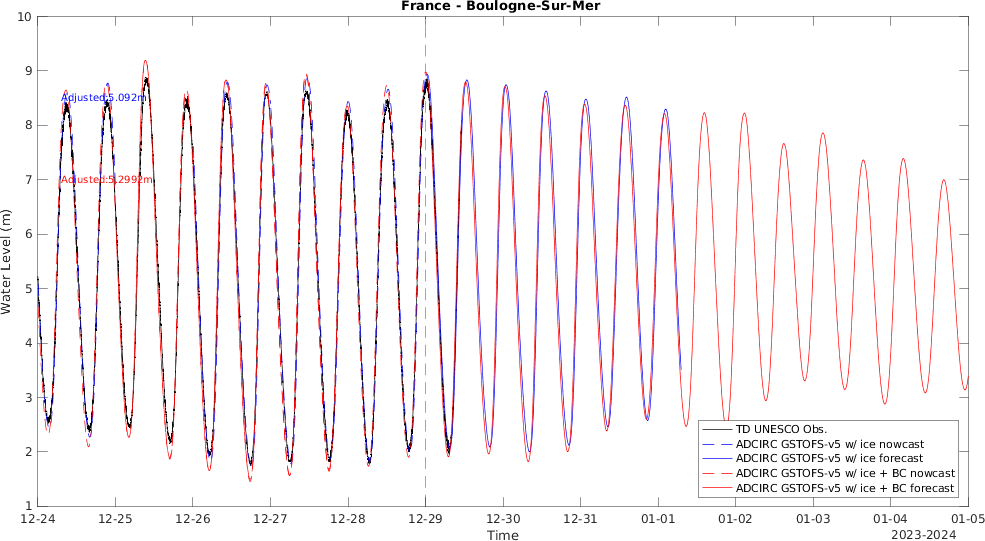 France - Boulogne-Sur-Mer
10
9
8
7
6
5
4
3
2
1
Water Level (m)
Adjusted:5.092m
Adjusted:5.2992m
TD UNESCO Obs.
ADCIRC GSTOFS-v5 w/ ice nowcast
ADCIRC GSTOFS-v5 w/ ice forecast
ADCIRC GSTOFS-v5 w/ ice + BC nowcast
ADCIRC GSTOFS-v5 w/ ice + BC forecast
12-24 12-25 12-26 12-27 12-28 12-29 12-30 12-31 01-01 01-02 01-03 01-04 01-05
Time
2023-2024